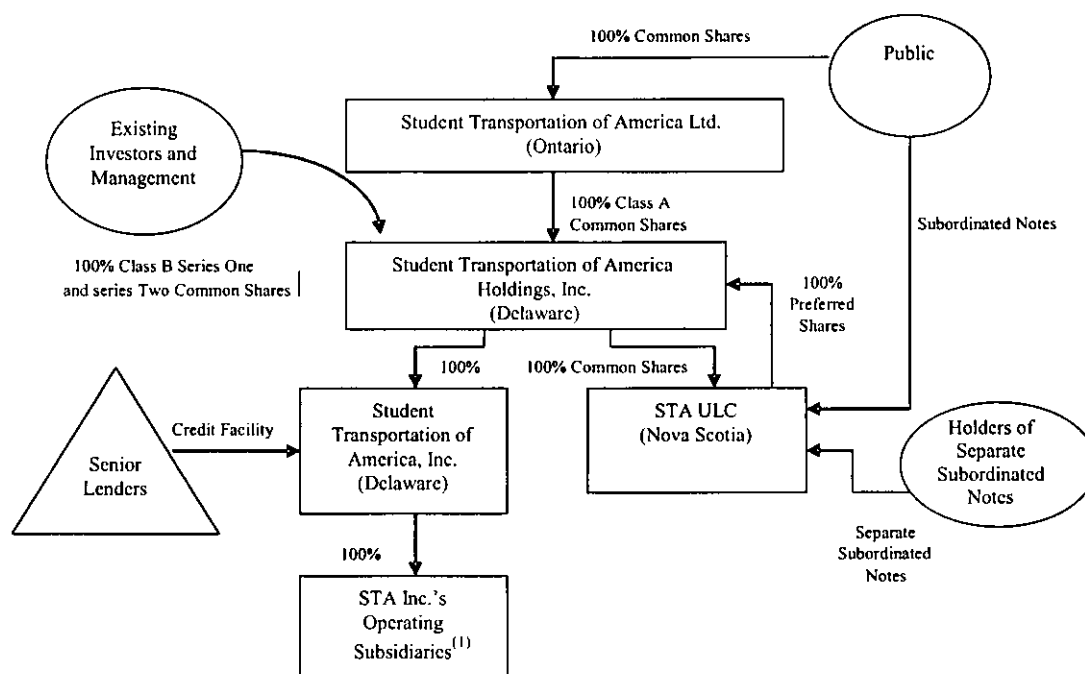 100% Common Shares
Public
Student Transportation of America Ltd.
(Ontario)
Existing
Investors and
Management
100% Class A
Common Shares
Subordinated Notes
100% Class B Series One
and series Two Common Shares
Student Transportation of America
Holdings, Inc.
(Delaware)
100%
Preferred
Shares
100%
100% Common Shares
Student
Transportation of
America, Inc.
(Delaware)
STA ULC
(Nova Scotia)
Credit Facility
Senior
Lenders
Holders of
Separate
Subordinated
Notes
Separate
Subordinated
Notes
100%
STA Inc.'s
Operating
Subsidiaries(1)